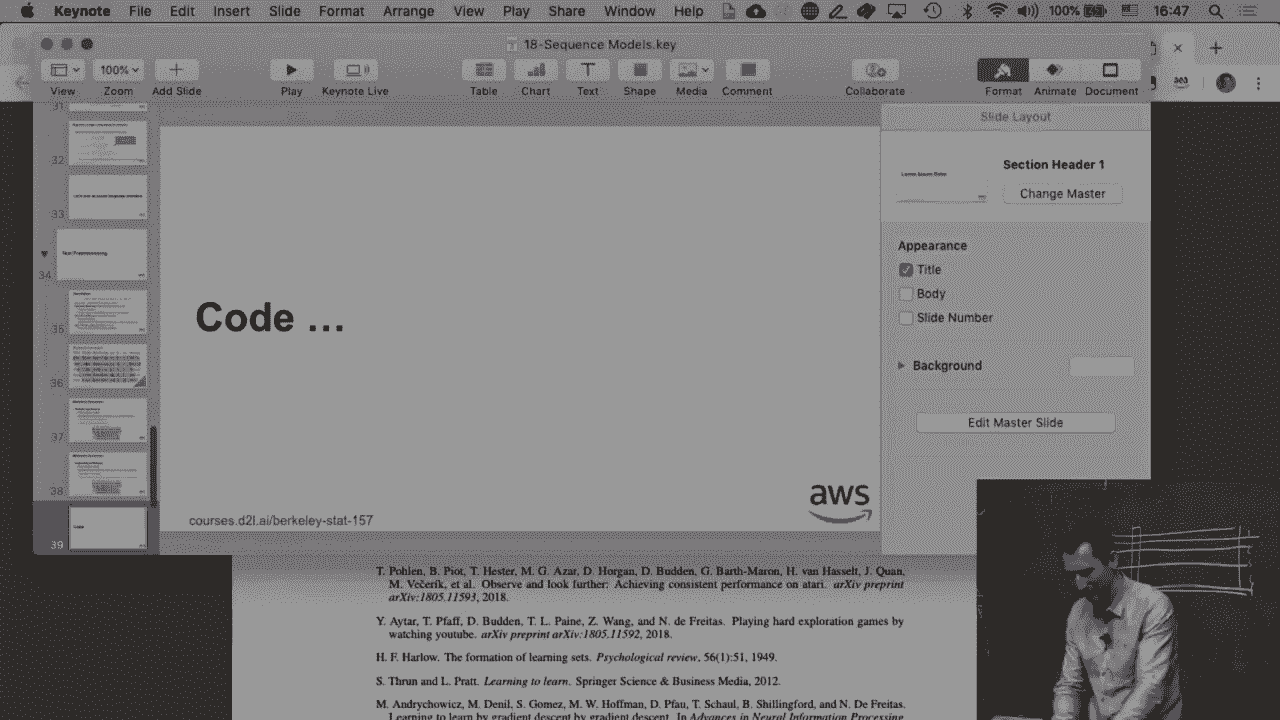 Keynote File Edit Insert Slide Format Arrange View Play Share Window Help 100% 16:47
18-Sequence Models.key
100%
View Zoom Add Slide Play Keynote Live Table Chart Text Shape Media Comment Collaborate Format Animate Document
31
32
33
34
35
36
37
38
39
Code ...
courses.d2l.ai/berkeley-stat-157
aws
Slide Layout
Section Header 1
Change Master
Appearance
Title
Body
Slide Number
Background
Edit Master Slide
T. Pohlen, B. Piot, T. Hester, M. G. Azar, D. Horgan, D. Budden, G. Barth-Maron, H. van Hasselt, J. Quan,
M. Večerík, et al. Observe and look further: Achieving consistent performance on atari. arXiv preprint
arXiv:1805.11593, 2018.
Y. Aytar, T. Pfaff, D. Budden, T. L. Paine, Z. Wang, and N. de Freitas. Playing hard exploration games by
watching youtube. arXiv preprint arXiv:1805.11592, 2018.
H. F. Harlow. The formation of learning sets. Psychological review, 56(1):51, 1949.
S. Thrun and L. Pratt. Learning to learn. Springer Science & Business Media, 2012.
M. Andrychowicz, M. Denil, S. Gomez, M. W. Hoffman, D. Pfau, T. Schaul, B. Shillingford, and N. De Freitas.
Learning to learn by gradient descent by gradient descent. In Advances in Neural Information Processing